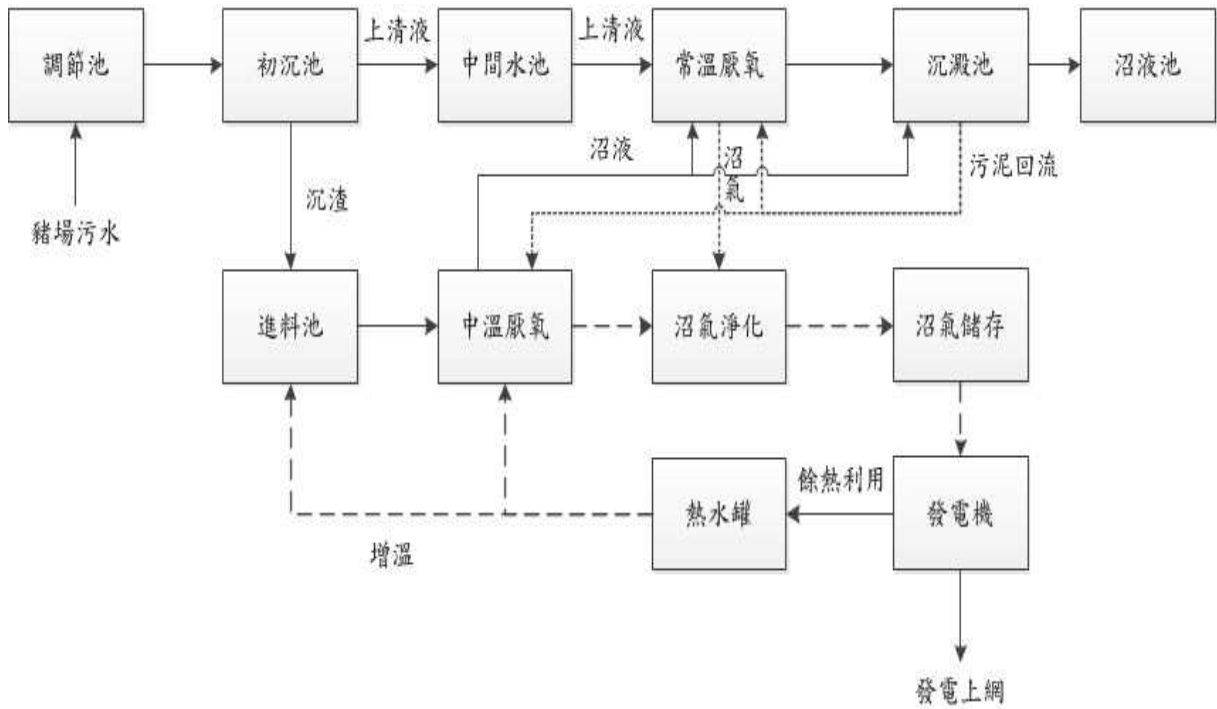 上清液
上清液
調節池
初沉池
中間水池
常溫厭氧
沉澱池
沼液池
沼液
沼氣
污泥回流
沉渣
豬場污水
進料池
中溫厭氧
沼氣淨化
沼氣儲存
餘熱利用
熱水罐
發電機
增溫
發電上網